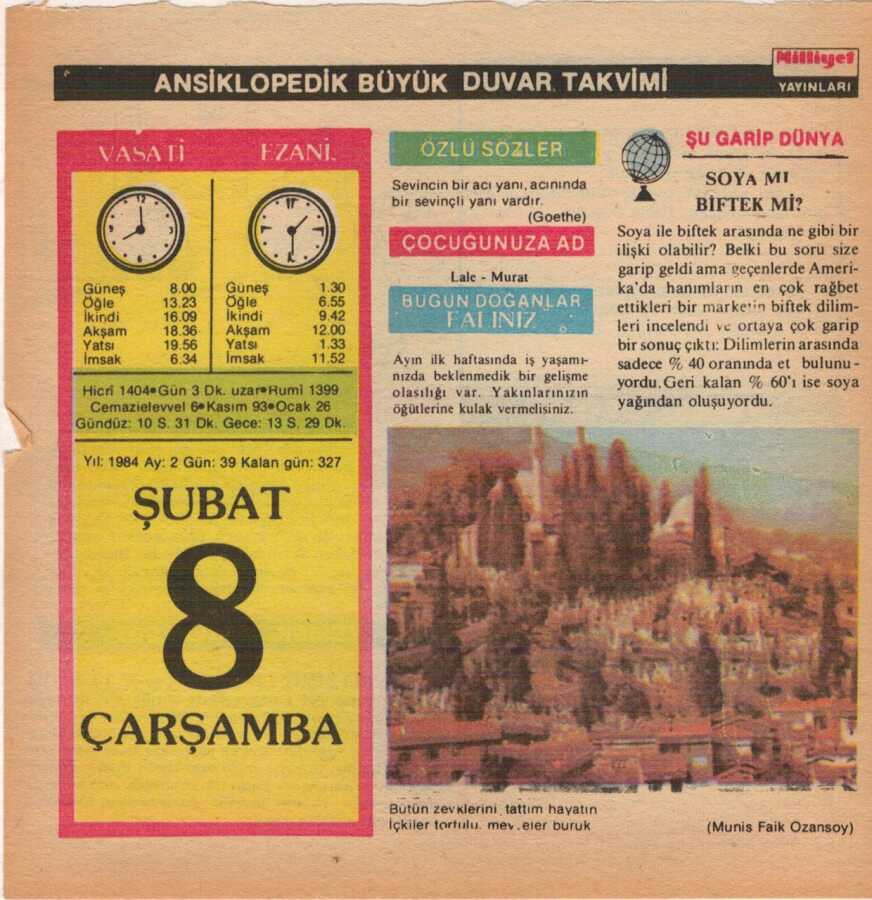 Milliyet
ANSİKLOPEDİK BÜYÜK DUVAR TAKVİMİ
YAYINLARI
VASATİ
EZANİ
12
Güneş 8.00
Öğle 13.23
İkindi 16.09
Akşam 18.36
Yatsı 19.56
İmsak 6.34
Güneş 1.30
Öğle 6.55
İkindi 9.42
Akşam 12.00
Yatsı 1.33
İmsak 11.52
Hicrî 1404•Gün 3 Dk. uzar•Rumî 1399
Cemazielevvel 6•Kasım 93•Ocak 26
Gündüz: 10 S. 31 Dk. Gece: 13 S. 29 Dk.
Yıl: 1984 Ay: 2 Gün: 39 Kalan gün: 327
ŞUBAT
8
ÇARŞAMBA
ÖZLÜ SÖZLER
Sevincin bir acı yanı, acınında
bir sevinçli yanı vardır.
(Goethe)
ÇOCUĞUNUZA AD
Lale - Murat
BUGÜN DOĞANLAR
FALINIZ
Ayın ilk haftasında iş yaşamı-
nızda beklenmedik bir gelişme
olasılığı var. Yakınlarınızın
öğütlerine kulak vermelisiniz.
ŞU GARİP DÜNYA
SOYA MI
BİFTEK Mİ?
Soya ile biftek arasında ne gibi bir
ilişki olabilir? Belki bu soru size
garip geldi ama geçenlerde Ameri-
ka'da hanımların en çok rağbet
ettikleri bir marketin biftek dilim-
leri incelendi ve ortaya çok garip
bir sonuç çıktı: Dilimlerin arasında
sadece % 40 oranında et bulunu-
yordu. Geri kalan % 60'ı ise soya
yağından oluşuyordu.
Bütün zevklerini tattım hayatın
İçkiler tortulu. meyveler buruk
(Munis Faik Ozansoy)